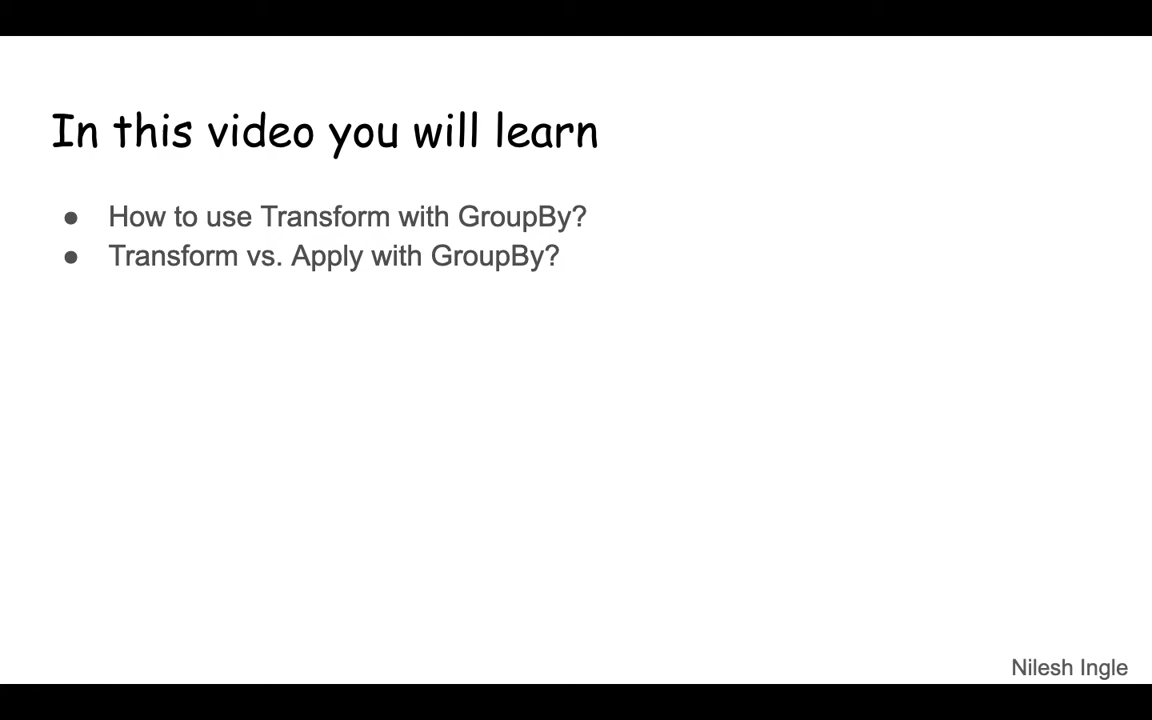 In this video you will learn
● How to use Transform with GroupBy?
● Transform vs. Apply with GroupBy?
Nilesh Ingle